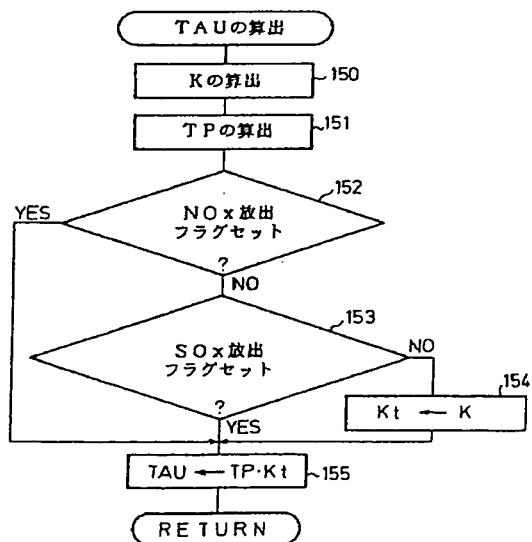 TAUの算出
Kの算出
150
TPの算出
151
152
YES
NOx放出
フラグセット
?
NO
153
SOx放出
フラグセット
?
NO
154
Kt ← K
YES
TAU ← TP・Kt
155
RETURN